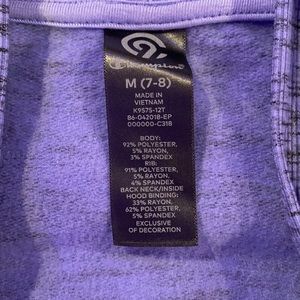 Champion
M (7-8)
MADE IN
VIETNAM
K9575-12T
B6-042018-EP
000000-C318
BODY:
92% POLYESTER,
5% RAYON,
3% SPANDEX
RIB:
91% POLYESTER,
5% RAYON,
4% SPANDEX
BACK NECK/INSIDE
HOOD BINDING:
33% RAYON,
62% POLYESTER,
5% SPANDEX
EXCLUSIVE
OF DECORATION